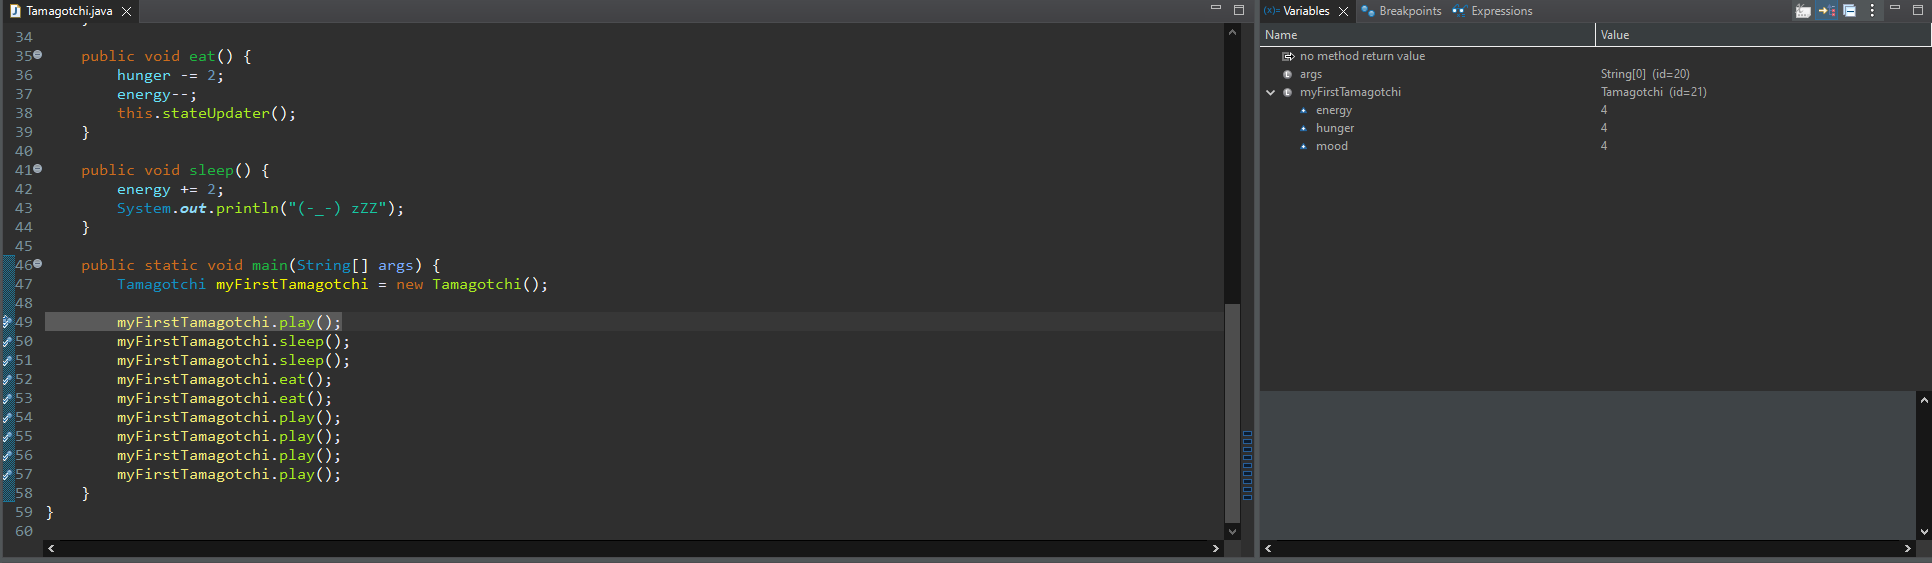 Tamagotchi.java
34
35 public void eat() {
36 hunger -= 2;
37 energy--;
38 this.stateUpdater();
39 }
40
41 public void sleep() {
42 energy += 2;
43 System.out.println("(-_-) zZZ");
44 }
45
46 public static void main(String[] args) {
47 Tamagotchi myFirstTamagotchi = new Tamagotchi();
48
49 myFirstTamagotchi.play();
50 myFirstTamagotchi.sleep();
51 myFirstTamagotchi.sleep();
52 myFirstTamagotchi.eat();
53 myFirstTamagotchi.eat();
54 myFirstTamagotchi.play();
55 myFirstTamagotchi.play();
56 myFirstTamagotchi.play();
57 myFirstTamagotchi.play();
58 }
59 }
60
(x)= Variables Breakpoints Expressions
Name Value
no method return value
args String[0] (id=20)
myFirstTamagotchi Tamagotchi (id=21)
energy 4
hunger 4
mood 4